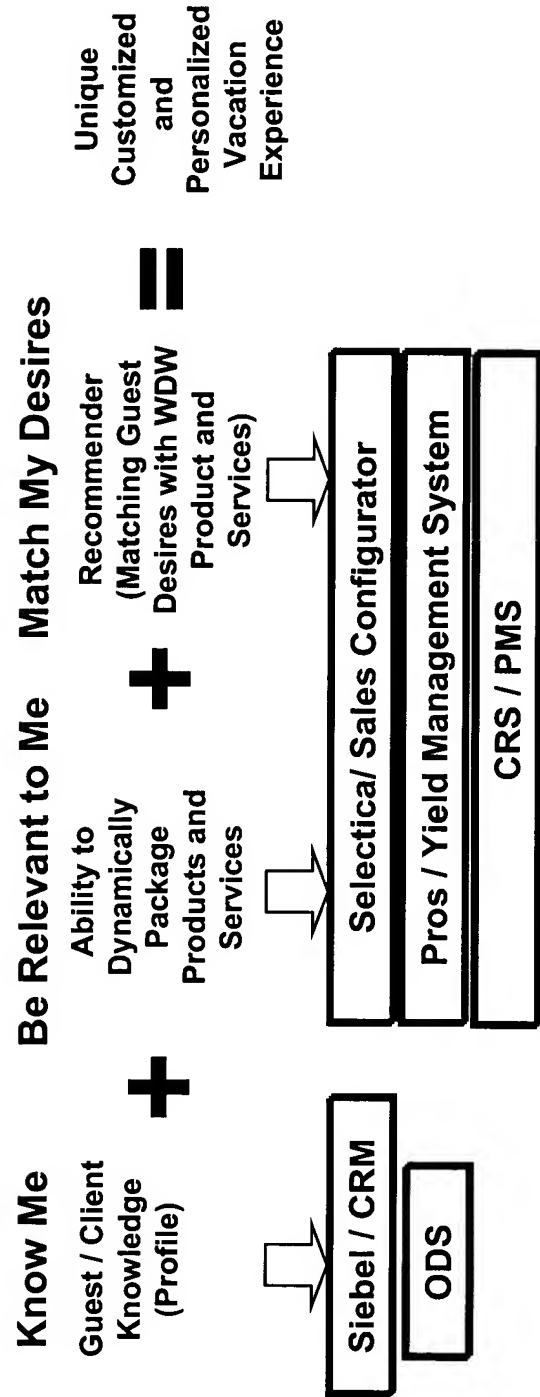 Know Me
Guest / Client
Knowledge
(Profile)
+
Be Relevant to Me
Ability to
Dynamically
Package
Products and
Services
+
Match My Desires
Recommender
(Matching Guest
Desires with WDW
Product and
Services)
=
Unique
Customized
and
Personalized
Vacation
Experience
Siebel / CRM
ODS
Selectica/ Sales Configurator
Pros / Yield Management System
CRS / PMS